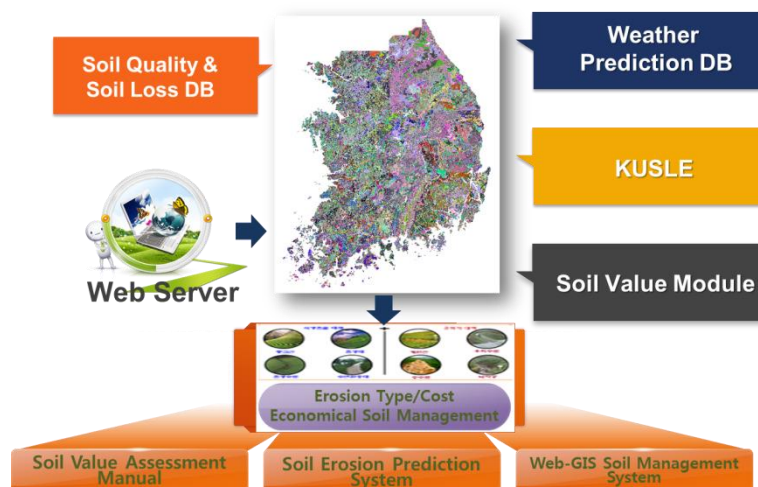 Soil Quality &
Soil Loss DB
Weather
Prediction DB
KUSLE
Web Server
Soil Value Module
Erosion Type/Cost
Economical Soil Management
Soil Value Assessment
Manual
Soil Erosion Prediction
System
Web-GIS Soil Management
System